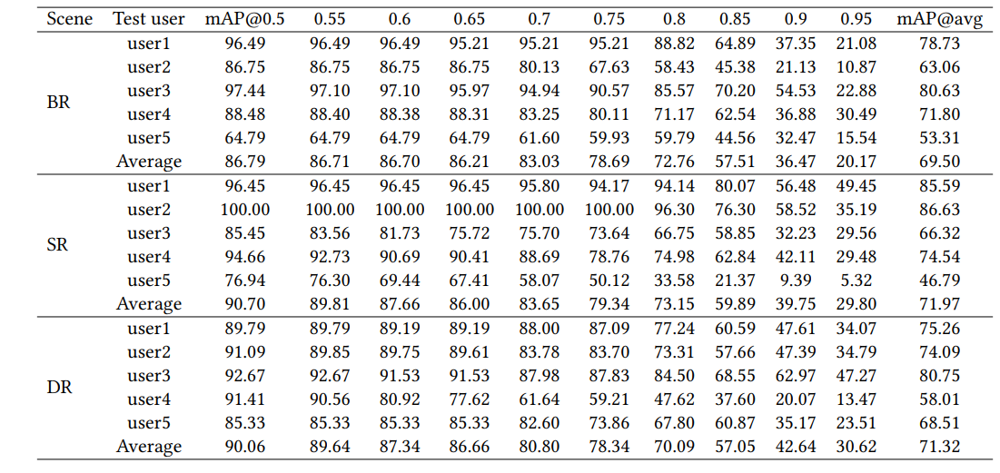 Scene Test user mAP@0.5 0.55 0.6 0.65 0.7 0.75 0.8 0.85 0.9 0.95 mAP@avg
user1 96.49 96.49 96.49 95.21 95.21 95.21 88.82 64.89 37.35 21.08 78.73
user2 86.75 86.75 86.75 86.75 80.13 67.63 58.43 45.38 21.13 10.87 63.06
BR user3 97.44 97.10 97.10 95.97 94.94 90.57 85.57 70.20 54.53 22.88 80.63
user4 88.48 88.40 88.38 88.31 83.25 80.11 71.17 62.54 36.88 30.49 71.80
user5 64.79 64.79 64.79 64.79 61.60 59.93 59.79 44.56 32.47 15.54 53.31
Average 86.79 86.71 86.70 86.21 83.03 78.69 72.76 57.51 36.47 20.17 69.50
user1 96.45 96.45 96.45 96.45 95.80 94.17 94.14 80.07 56.48 49.45 85.59
user2 100.00 100.00 100.00 100.00 100.00 100.00 96.30 76.30 58.52 35.19 86.63
SR user3 85.45 83.56 81.73 75.72 75.70 73.64 66.75 58.85 32.23 29.56 66.32
user4 94.66 92.73 90.69 90.41 88.69 78.76 74.98 62.84 42.11 29.48 74.54
user5 76.94 76.30 69.44 67.41 58.07 50.12 33.58 21.37 9.39 5.32 46.79
Average 90.70 89.81 87.66 86.00 83.65 79.34 73.15 59.89 39.75 29.80 71.97
user1 89.79 89.79 89.19 89.19 88.00 87.09 77.24 60.59 47.61 34.07 75.26
user2 91.09 89.85 89.75 89.61 83.78 83.70 73.31 57.66 47.39 34.79 74.09
DR user3 92.67 92.67 91.53 91.53 87.98 87.83 84.50 68.55 62.97 47.27 80.75
user4 91.41 90.56 80.92 77.62 61.64 59.21 47.62 37.60 20.07 13.47 58.01
user5 85.33 85.33 85.33 85.33 82.60 73.86 67.80 60.87 35.17 23.51 68.51
Average 90.06 89.64 87.34 86.66 80.80 78.34 70.09 57.05 42.64 30.62 71.32